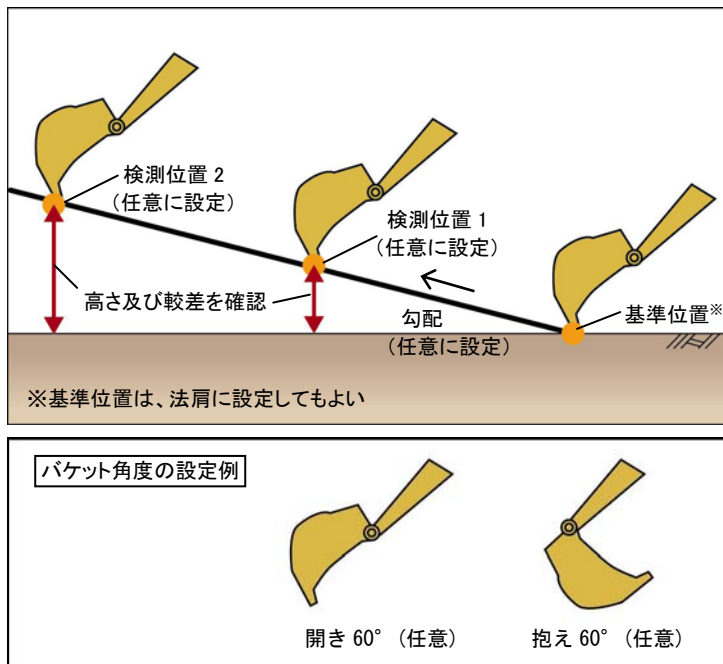 検測位置 2
(任意に設定)
検測位置 1
(任意に設定)
高さ及び較差を確認
基準位置※
勾配
(任意に設定)
※基準位置は、法肩に設定してもよい
バケット角度の設定例
開き 60° (任意)
抱え 60° (任意)